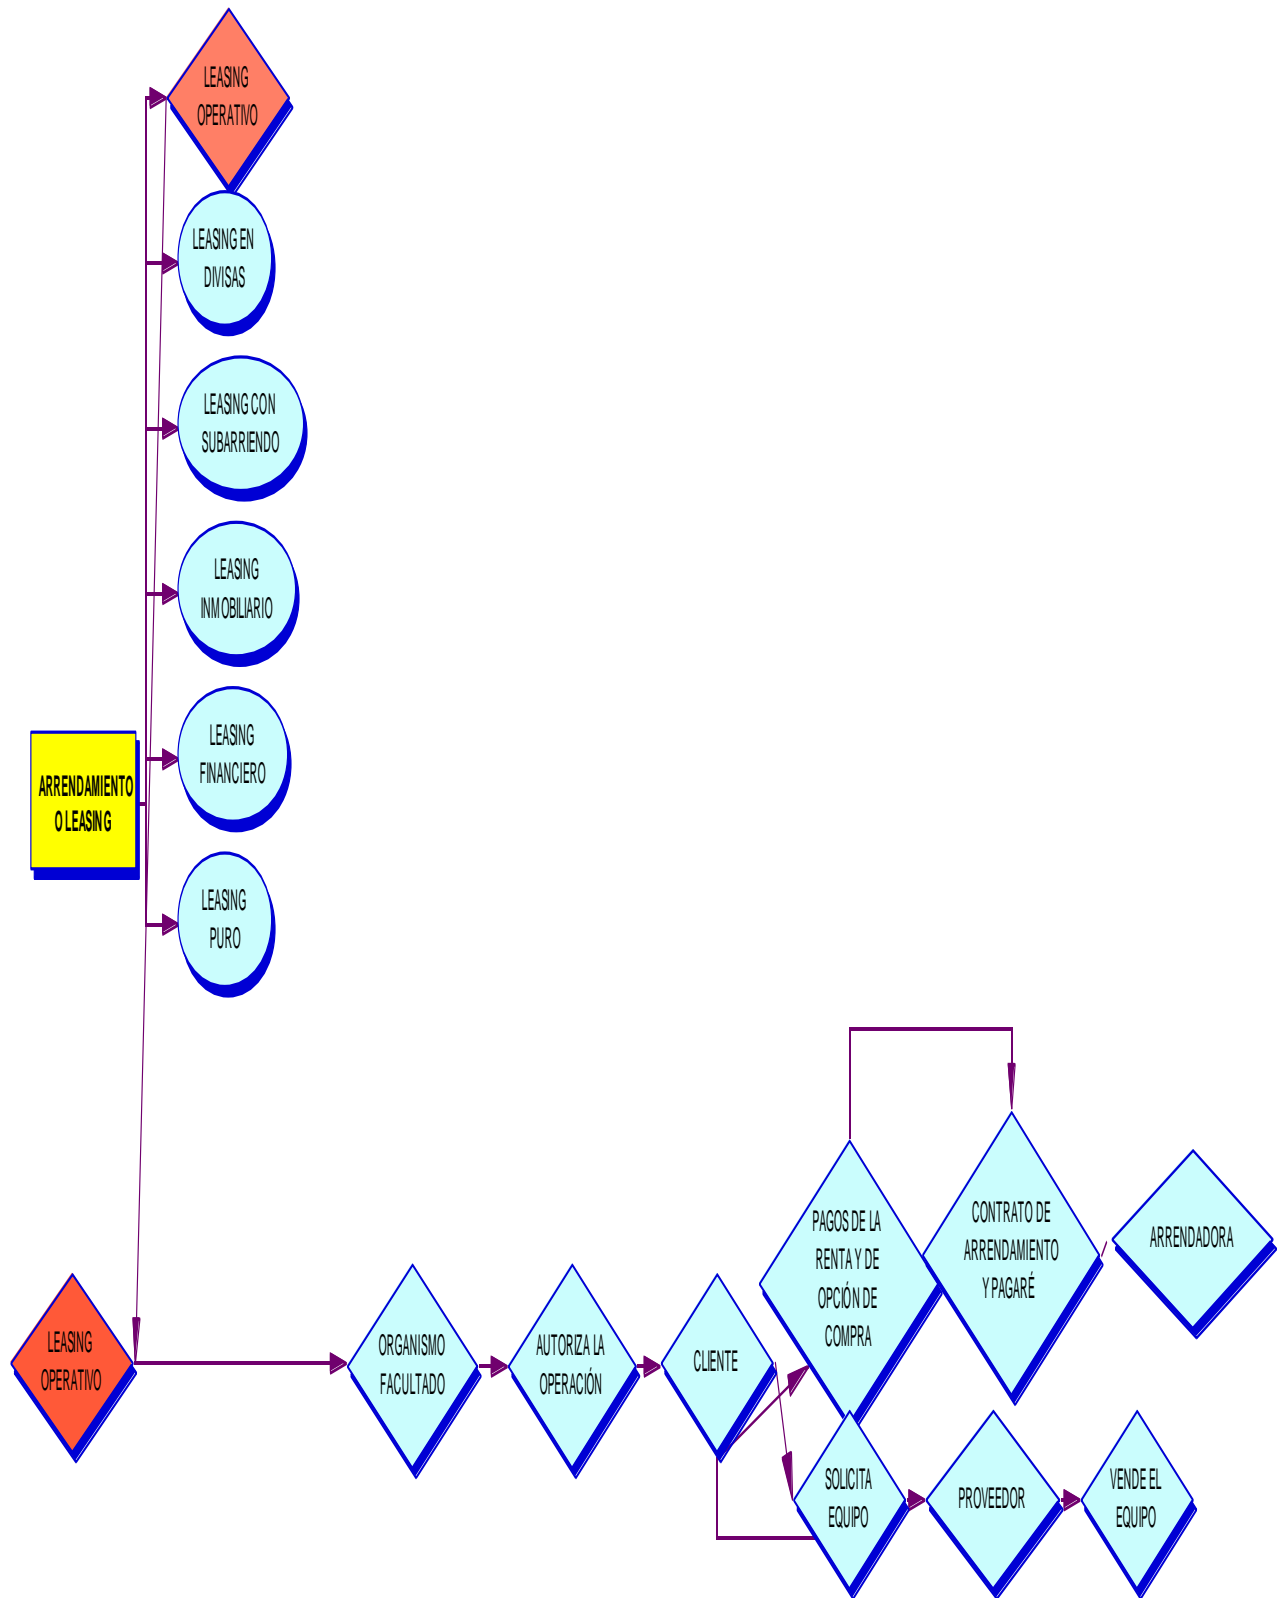 LEASING
OPERATIVO
LEASING EN
DIVISAS
LEASING CON
SUBARRIENDO
LEASING
INMOBILIARIO
LEASING
FINANCIERO
ARRENDAMIENTO
O LEASING
LEASING
PURO
LEASING
OPERATIVO
ORGANISMO
FACULTADO
AUTORIZA LA
OPERACIÓN
CLIENTE
PAGOS DE LA
RENTA Y DE
OPCIÓN DE
COMPRA
CONTRATO DE
ARRENDAMIENTO
Y PAGARÉ
ARRENDADORA
SOLICITA
EQUIPO
PROVEEDOR
VENDE EL
EQUIPO